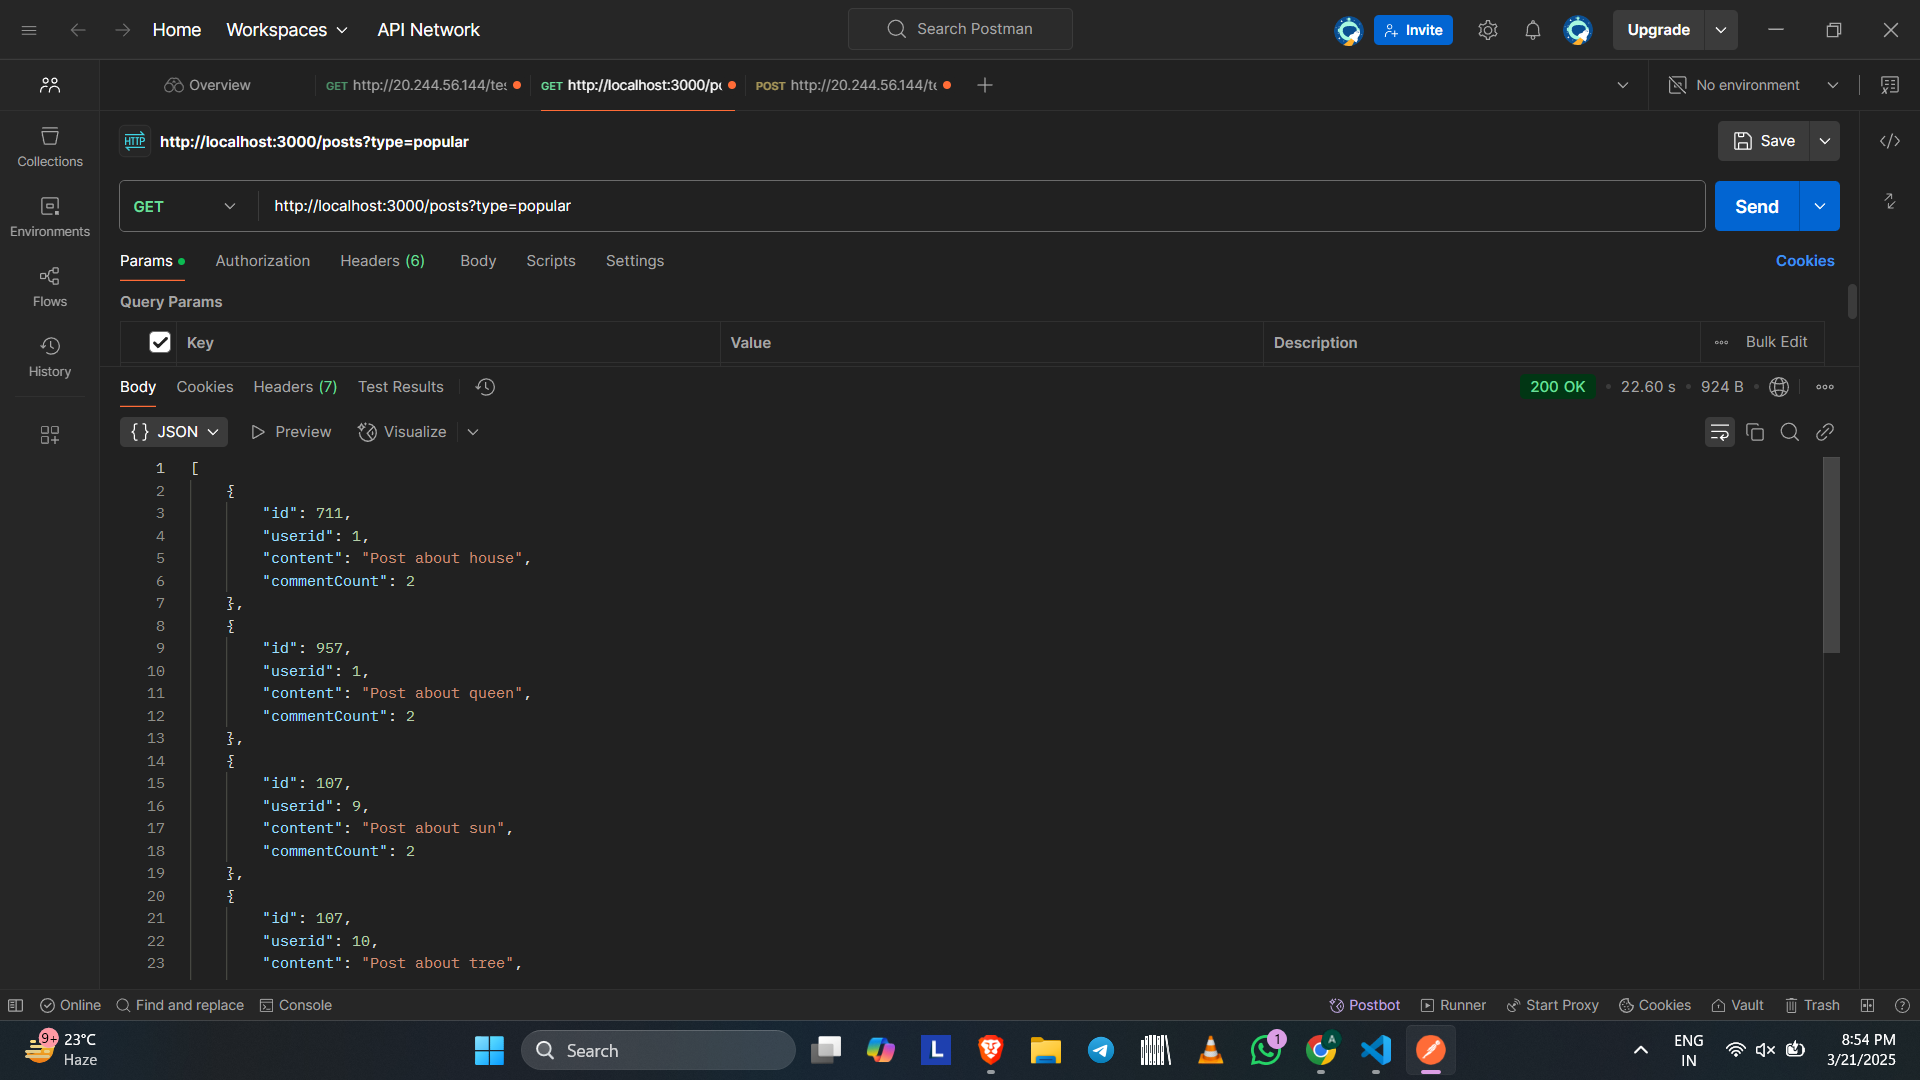 Home
Workspaces
API Network
Search Postman
Invite
Upgrade
Overview
GET http://20.244.56.144/tes
GET http://localhost:3000/po
POST http://20.244.56.144/te
No environment
HTTP http://localhost:3000/posts?type=popular
Save
Collections
Environments
Flows
History
GET http://localhost:3000/posts?type=popular
Send
Params
Authorization
Headers (6)
Body
Scripts
Settings
Cookies
Query Params
Key
Value
Description
Bulk Edit
Body
Cookies
Headers (7)
Test Results
200 OK
22.60 s
924 B
{} JSON
Preview
Visualize
1 [
2 {
3 "id": 711,
4 "userid": 1,
5 "content": "Post about house",
6 "commentCount": 2
7 },
8 {
9 "id": 957,
10 "userid": 1,
11 "content": "Post about queen",
12 "commentCount": 2
13 },
14 {
15 "id": 107,
16 "userid": 9,
17 "content": "Post about sun",
18 "commentCount": 2
19 },
20 {
21 "id": 107,
22 "userid": 10,
23 "content": "Post about tree",
Online
Find and replace
Console
Postbot
Runner
Start Proxy
Cookies
Vault
Trash
9+
23°C
Haze
Search
L
1
A
ENG
IN
8:54 PM
3/21/2025